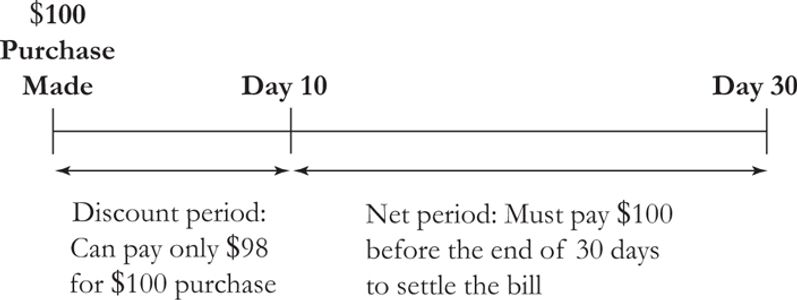 $100
Purchase
Made
Day 10
Day 30
Discount period:
Can pay only $98
for $100 purchase
Net period: Must pay $100
before the end of 30 days
to settle the bill